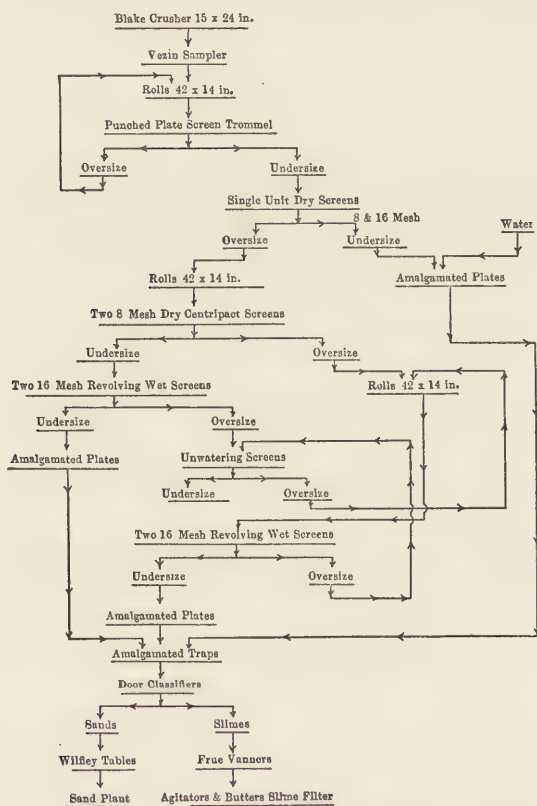 Blake Crusher 15 x 24 in.
Vezin Sampler
Rolls 42 x 14 in.
Punched Plate Screen Trommel
Oversize
Undersize
Single Unit Dry Screens
8 & 16 Mesh
Oversize
Undersize
Water
Rolls 42 x 14 in.
Amalgamated Plates
Two 8 Mesh Dry Centripact Screens
Undersize
Oversize
Two 16 Mesh Revolving Wet Screens
Rolls 42 x 14 in.
Undersize
Oversize
Amalgamated Plates
Unwatering Screens
Undersize
Oversize
Two 16 Mesh Revolving Wet Screens
Undersize
Oversize
Amalgamated Plates
Amalgamated Traps
Door Classifiers
Sands
Slimes
Wilfley Tables
Frue Vanners
Sand Plant
Agitators & Butters Slime Filter